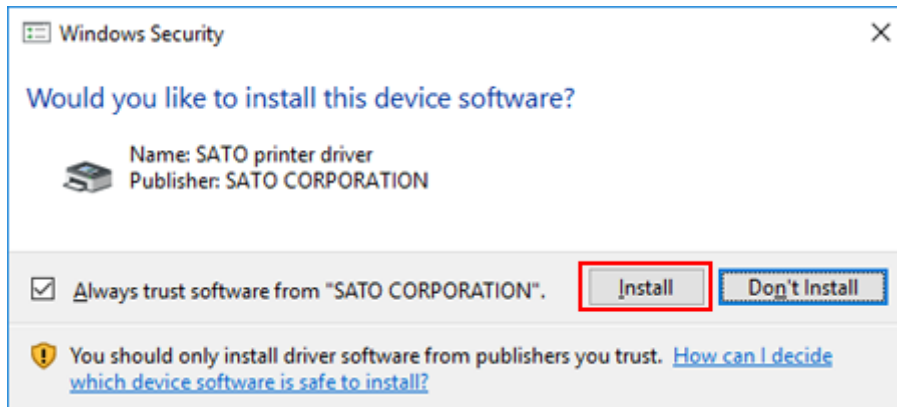 Windows Security
Would you like to install this device software?
Name: SATO printer driver
Publisher: SATO CORPORATION
Always trust software from "SATO CORPORATION".
Install
Don't Install
You should only install driver software from publishers you trust. How can I decide
which device software is safe to install?